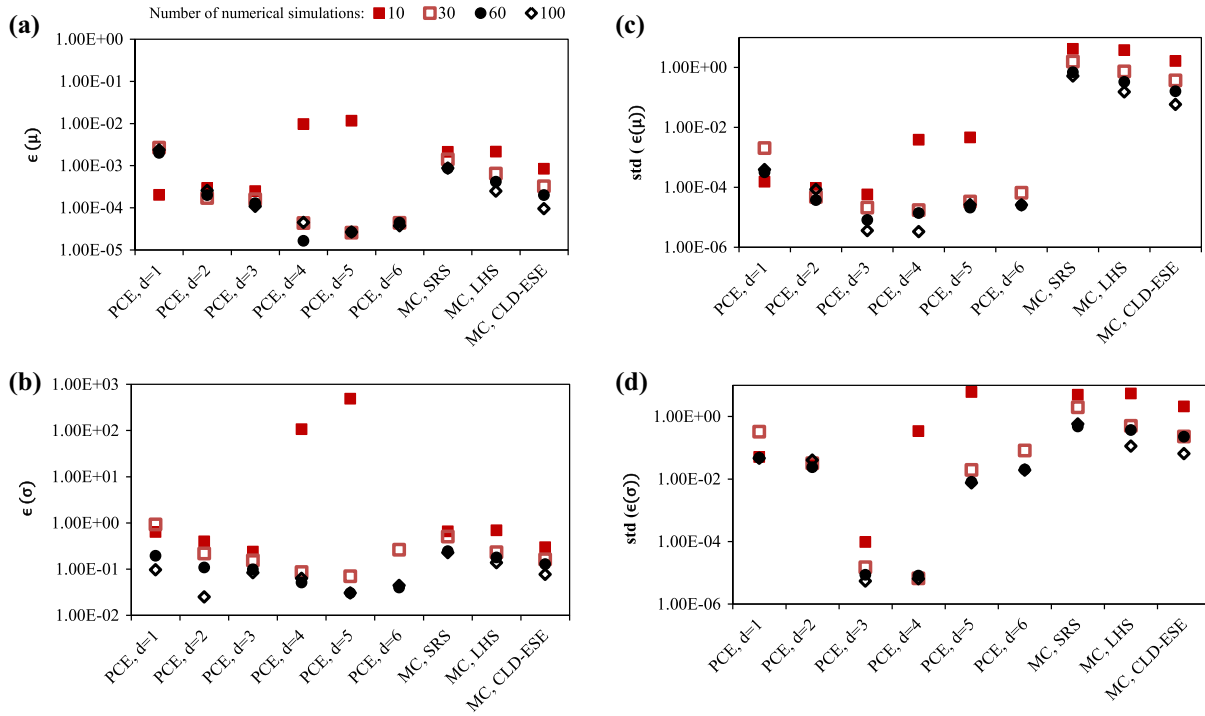 Number of numerical simulations: 10 30 60 100
(a)
1.00E+00
1.00E-01
1.00E-02
1.00E-03
1.00E-04
1.00E-05
ϵ (μ)
PCE, d=1
PCE, d=2
PCE, d=3
PCE, d=4
PCE, d=5
PCE, d=6
MC, SRS
MC, LHS
MC, CLD-ESE
(c)
1.00E+00
1.00E-02
1.00E-04
1.00E-06
std ( ϵ(μ))
PCE, d=1
PCE, d=2
PCE, d=3
PCE, d=4
PCE, d=5
PCE, d=6
MC, SRS
MC, LHS
MC, CLD-ESE
(b)
1.00E+03
1.00E+02
1.00E+01
1.00E+00
1.00E-01
1.00E-02
ϵ (σ)
PCE, d=1
PCE, d=2
PCE, d=3
PCE, d=4
PCE, d=5
PCE, d=6
MC, SRS
MC, LHS
MC, CLD-ESE
(d)
1.00E+00
1.00E-02
1.00E-04
1.00E-06
std (ϵ(σ))
PCE, d=1
PCE, d=2
PCE, d=3
PCE, d=4
PCE, d=5
PCE, d=6
MC, SRS
MC, LHS
MC, CLD-ESE